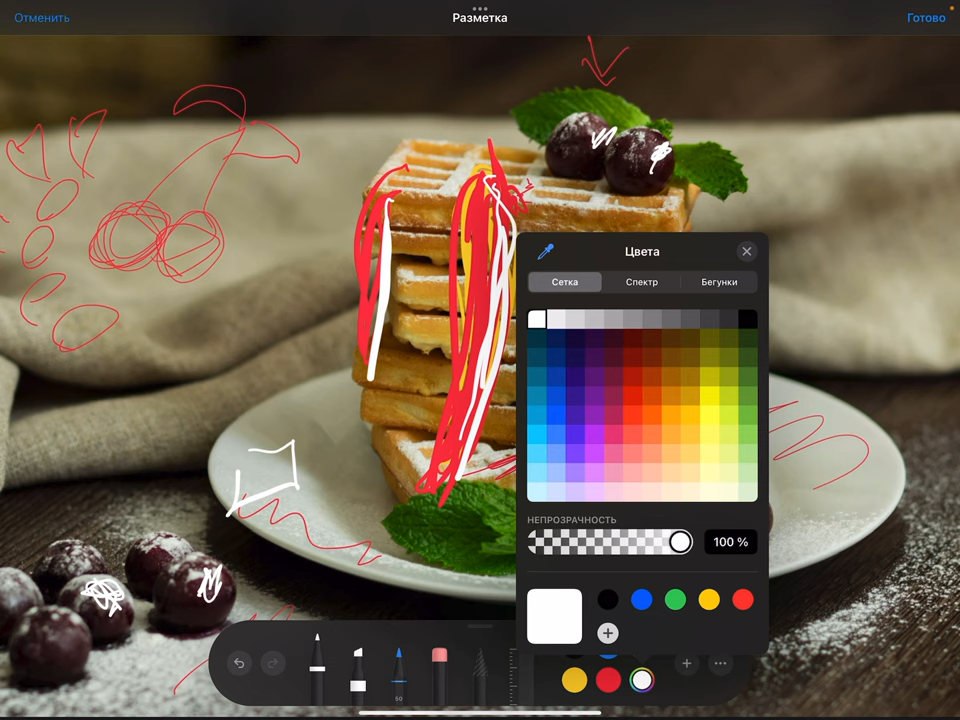 Отменить
Разметка
Готово
Цвета
Сетка
Спектр
Бегунки
НЕПРОЗРАЧНОСТЬ
100 %
50